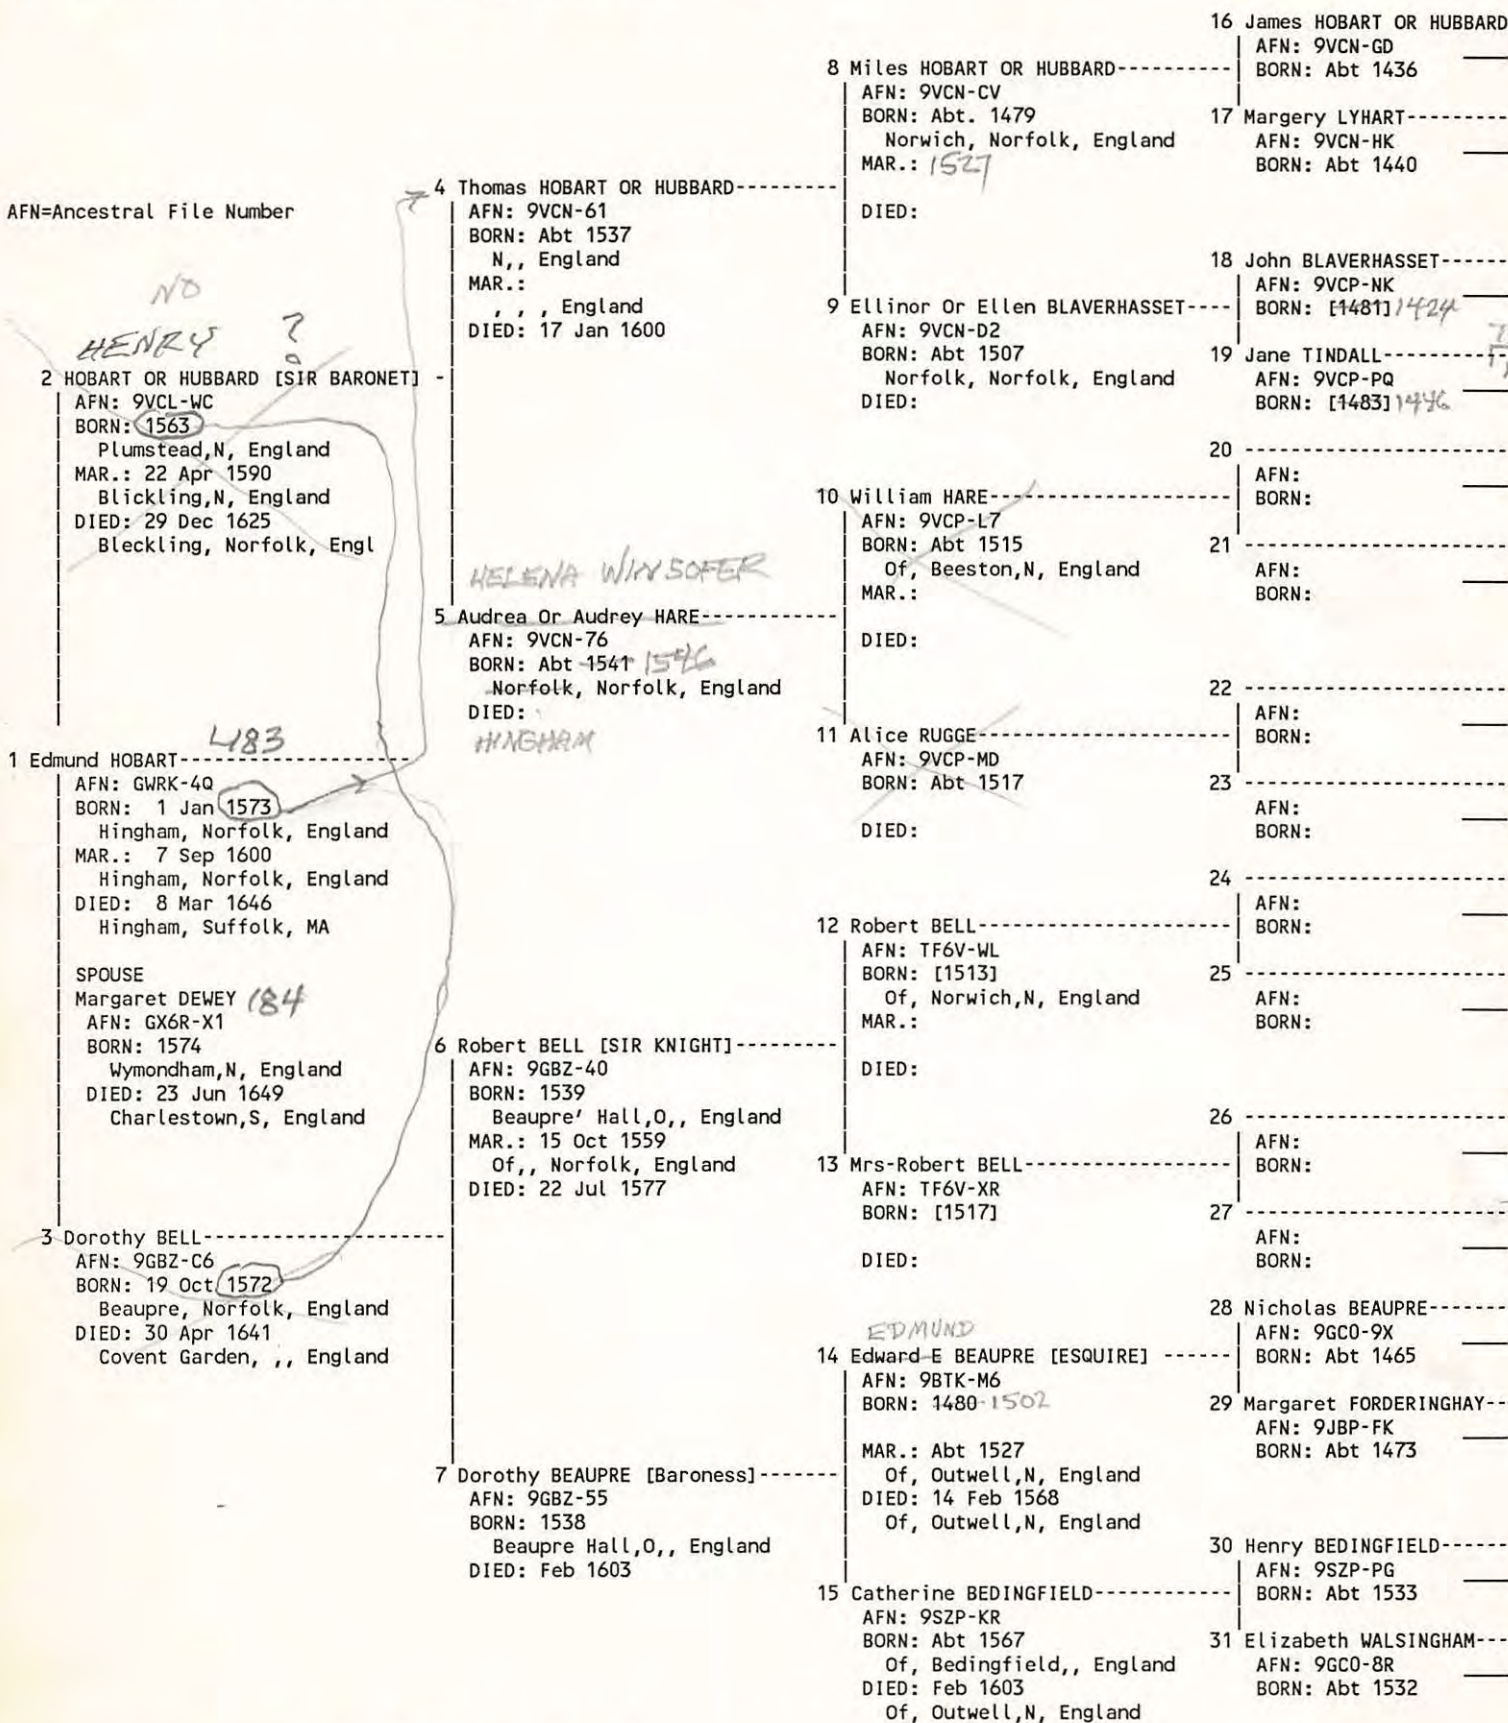 AFN=Ancestral File Number
NO
HENRY ?
2 HOBART OR HUBBARD [SIR BARONET] -
AFN: 9VCL-WC
BORN: 1563
Plumstead,N, England
MAR.: 22 Apr 1590
Blickling,N, England
DIED: 29 Dec 1625
Bleckling, Norfolk, Engl
483
1 Edmund HOBART--------------------
AFN: GWRK-4Q
BORN: 1 Jan 1573
Hingham, Norfolk, England
MAR.: 7 Sep 1600
Hingham, Norfolk, England
DIED: 8 Mar 1646
Hingham, Suffolk, MA
SPOUSE
Margaret DEWEY 184
AFN: GX6R-X1
BORN: 1574
Wymondham,N, England
DIED: 23 Jun 1649
Charlestown,S, England
3 Dorothy BELL---------------------
AFN: 9GBZ-C6
BORN: 19 Oct 1572
Beaupre, Norfolk, England
DIED: 30 Apr 1641
Covent Garden, ,, England
4 Thomas HOBART OR HUBBARD---------
AFN: 9VCN-61
BORN: Abt 1537
N,, England
MAR.:
, , , England
DIED: 17 Jan 1600
HELENA WINSOFER
5 Audrea Or Audrey HARE------------
AFN: 9VCN-76
BORN: Abt 1541 1546
Norfolk, Norfolk, England
DIED:
HINGHAM
6 Robert BELL [SIR KNIGHT]---------
AFN: 9GBZ-40
BORN: 1539
Beaupre' Hall,O,, England
MAR.: 15 Oct 1559
Of,, Norfolk, England
DIED: 22 Jul 1577
7 Dorothy BEAUPRE [Baroness]-------
AFN: 9GBZ-55
BORN: 1538
Beaupre Hall,O,, England
DIED: Feb 1603
8 Miles HOBART OR HUBBARD----------
AFN: 9VCN-CV
BORN: Abt. 1479
Norwich, Norfolk, England
MAR.: 1527
DIED:
9 Ellinor Or Ellen BLAVERHASSET----
AFN: 9VCN-D2
BORN: Abt 1507
Norfolk, Norfolk, England
DIED:
10 William HARE---------------------
AFN: 9VCP-L7
BORN: Abt 1515
Of, Beeston,N, England
MAR.:
DIED:
11 Alice RUGGE----------------------
AFN: 9VCP-MD
BORN: Abt 1517
DIED:
12 Robert BELL----------------------
AFN: TF6V-WL
BORN: [1513]
Of, Norwich,N, England
MAR.:
DIED:
13 Mrs-Robert BELL------------------
AFN: TF6V-XR
BORN: [1517]
DIED:
EDMUND
14 Edward E BEAUPRE [ESQUIRE] ------
AFN: 9BTK-M6
BORN: 1480 1502
MAR.: Abt 1527
Of, Outwell,N, England
DIED: 14 Feb 1568
Of, Outwell,N, England
15 Catherine BEDINGFIELD------------
AFN: 9SZP-KR
BORN: Abt 1567
Of, Bedingfield,, England
DIED: Feb 1603
Of, Outwell,N, England
16 James HOBART OR HUBBARD
AFN: 9VCN-GD
BORN: Abt 1436
17 Margery LYHART---------
AFN: 9VCN-HK
BORN: Abt 1440
18 John BLAVERHASSET------
AFN: 9VCP-NK
BORN: [1481] 1424
19 Jane TINDALL-----------
AFN: 9VCP-PQ
BORN: [1483] 1446
20 -----------------------
AFN:
BORN:
21 -----------------------
AFN:
BORN:
22 -----------------------
AFN:
BORN:
23 -----------------------
AFN:
BORN:
24 -----------------------
AFN:
BORN:
25 -----------------------
AFN:
BORN:
26 -----------------------
AFN:
BORN:
27 -----------------------
AFN:
BORN:
28 Nicholas BEAUPRE-------
AFN: 9GC0-9X
BORN: Abt 1465
29 Margaret FORDERINGHAY--
AFN: 9JBP-FK
BORN: Abt 1473
30 Henry BEDINGFIELD------
AFN: 9SZP-PG
BORN: Abt 1533
31 Elizabeth WALSINGHAM---
AFN: 9GC0-8R
BORN: Abt 1532